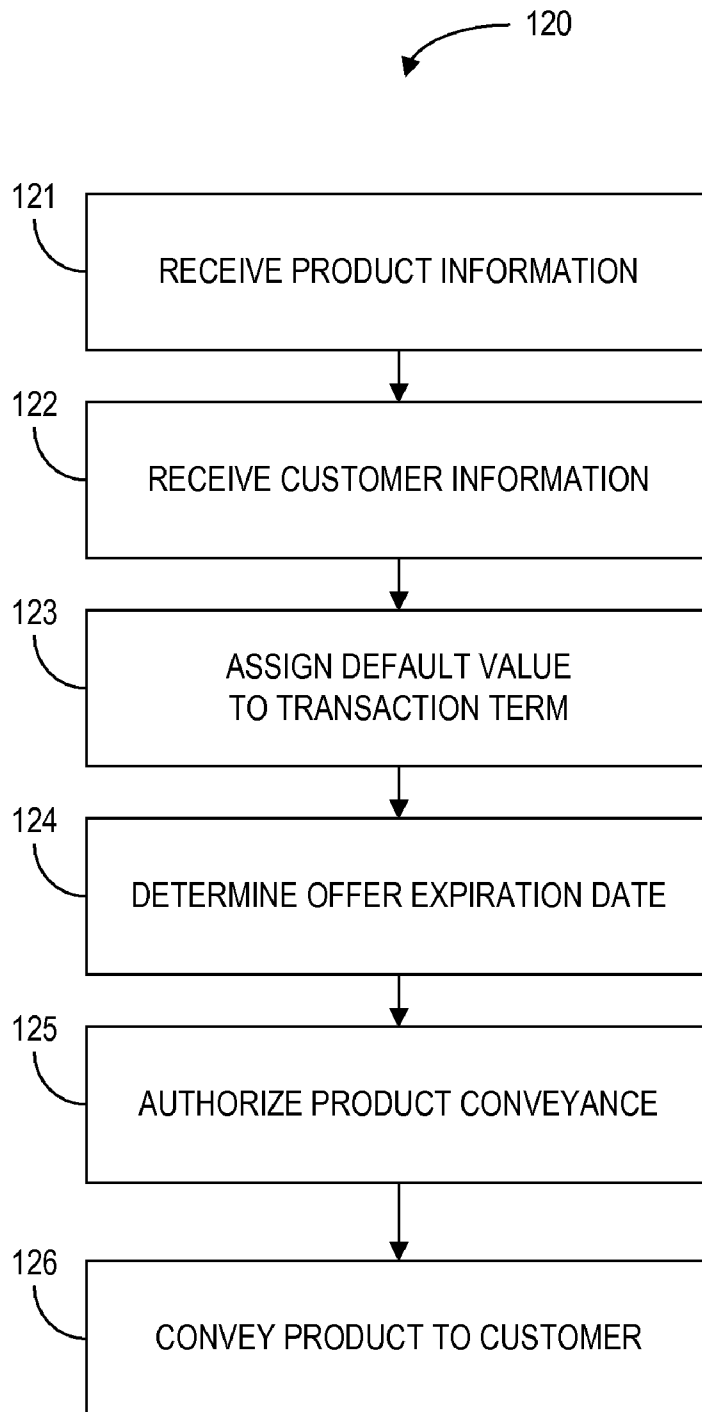 120
121
RECEIVE PRODUCT INFORMATION
122
RECEIVE CUSTOMER INFORMATION
123
ASSIGN DEFAULT VALUE
TO TRANSACTION TERM
124
DETERMINE OFFER EXPIRATION DATE
125
AUTHORIZE PRODUCT CONVEYANCE
126
CONVEY PRODUCT TO CUSTOMER